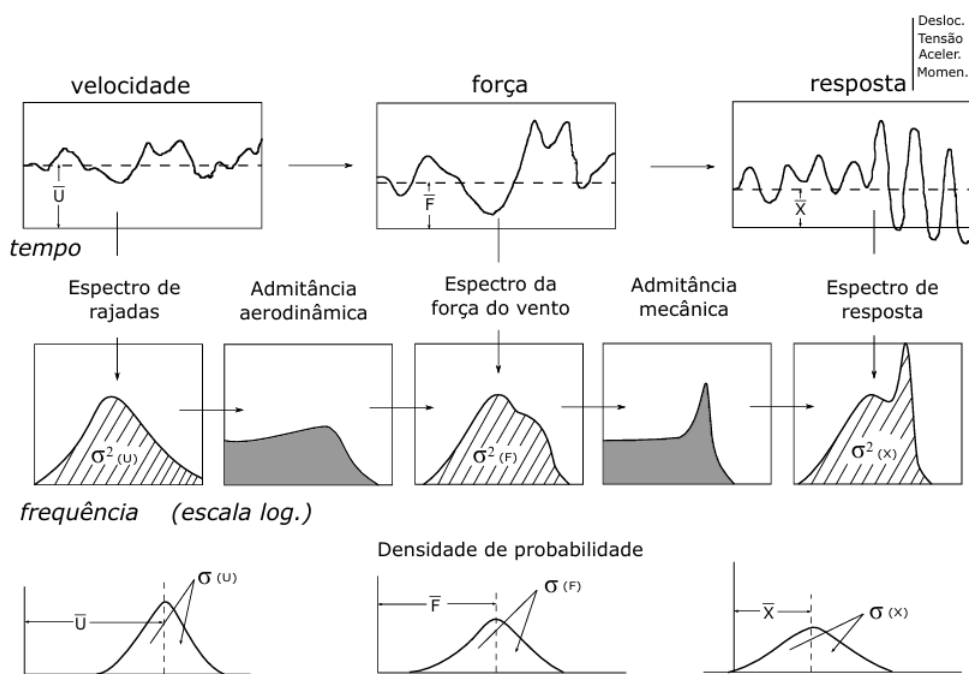 Desloc.
Tensão
Aceler.
Momen.
velocidade
força
resposta
U̅
F̅
X̅
tempo
Espectro de
rajadas
Admitância
aerodinâmica
Espectro da
força do vento
Admitância
mecânica
Espectro de
resposta
σ² (U)
σ² (F)
σ² (X)
frequência (escala log.)
Densidade de probabilidade
U̅
σ (U)
F̅
σ (F)
X̅
σ (X)